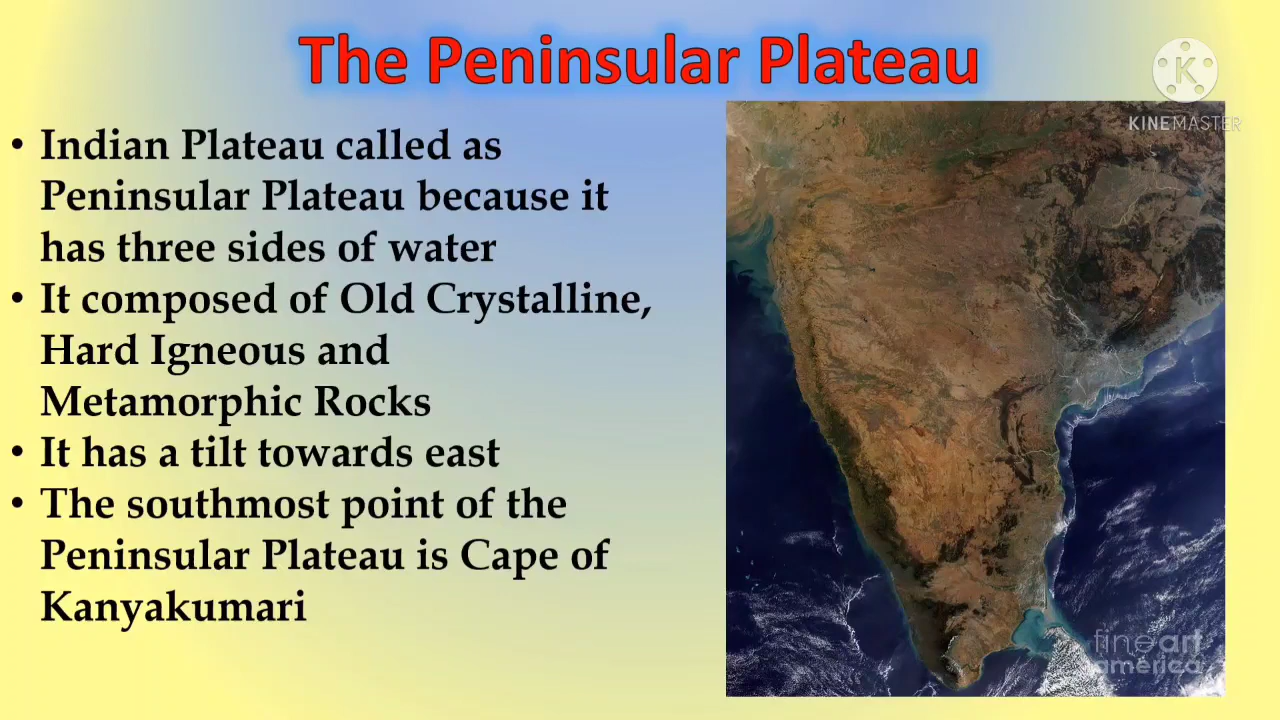 The Peninsular Plateau
KINEMASTER
• Indian Plateau called as
Peninsular Plateau because it
has three sides of water
• It composed of Old Crystalline,
Hard Igneous and
Metamorphic Rocks
• It has a tilt towards east
• The southmost point of the
Peninsular Plateau is Cape of
Kanyakumari
fineart
america